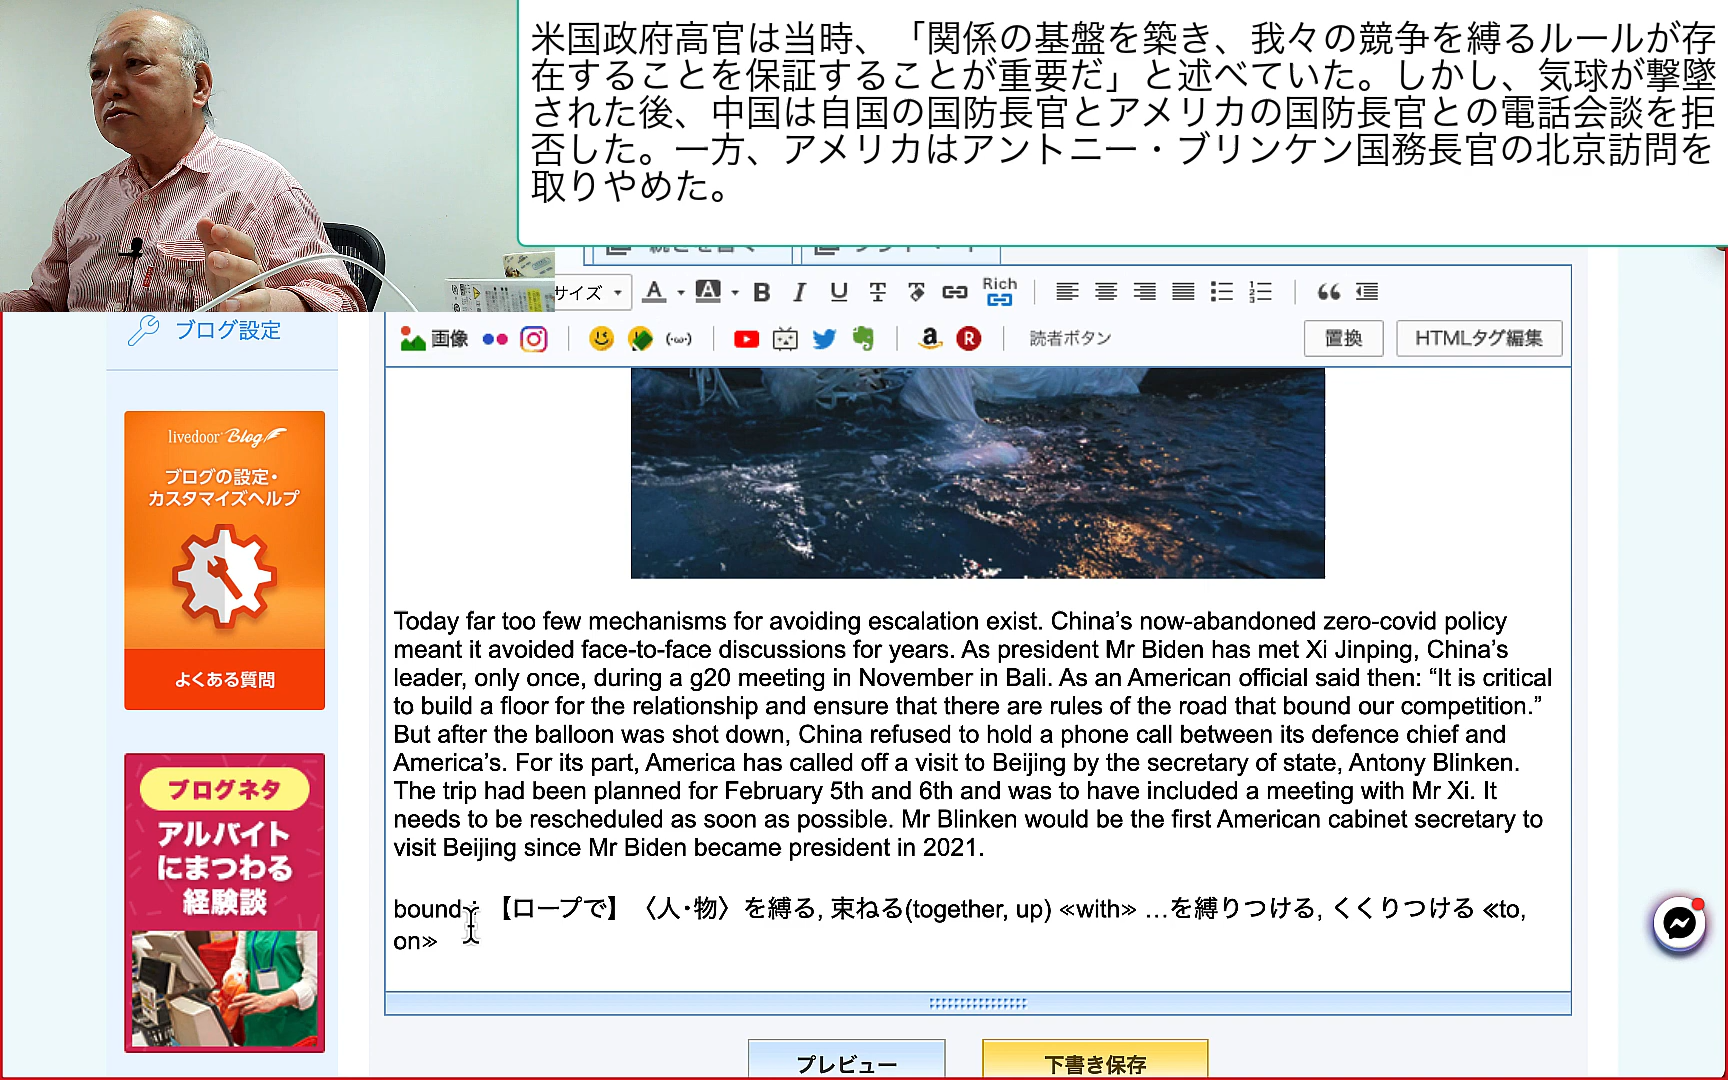 米国政府高官は当時、「関係の基盤を築き、我々の競争を縛るルールが存
在することを保証することが重要だ」と述べていた。しかし、気球が撃墜
された後、中国は自国の国防長官とアメリカの国防長官との電話会談を拒
否した。一方、アメリカはアントニー・ブリンケン国務長官の北京訪問を
取りやめた。
サイズ
Rich
画像
読者ボタン
置換
HTMLタグ編集
ブログ設定
livedoor Blog
ブログの設定・
カスタマイズヘルプ
よくある質問
ブログネタ
アルバイト
にまつわる
経験談
Today far too few mechanisms for avoiding escalation exist. China’s now-abandoned zero-covid policy
meant it avoided face-to-face discussions for years. As president Mr Biden has met Xi Jinping, China’s
leader, only once, during a g20 meeting in November in Bali. As an American official said then: “It is critical
to build a floor for the relationship and ensure that there are rules of the road that bound our competition.”
But after the balloon was shot down, China refused to hold a phone call between its defence chief and
America’s. For its part, America has called off a visit to Beijing by the secretary of state, Antony Blinken.
The trip had been planned for February 5th and 6th and was to have included a meeting with Mr Xi. It
needs to be rescheduled as soon as possible. Mr Blinken would be the first American cabinet secretary to
visit Beijing since Mr Biden became president in 2021.
bound : 【ロープで】〈人・物〉を縛る, 束ねる(together, up) ≪with≫ …を縛りつける, くくりつける ≪to,
on≫
プレビュー
下書き保存